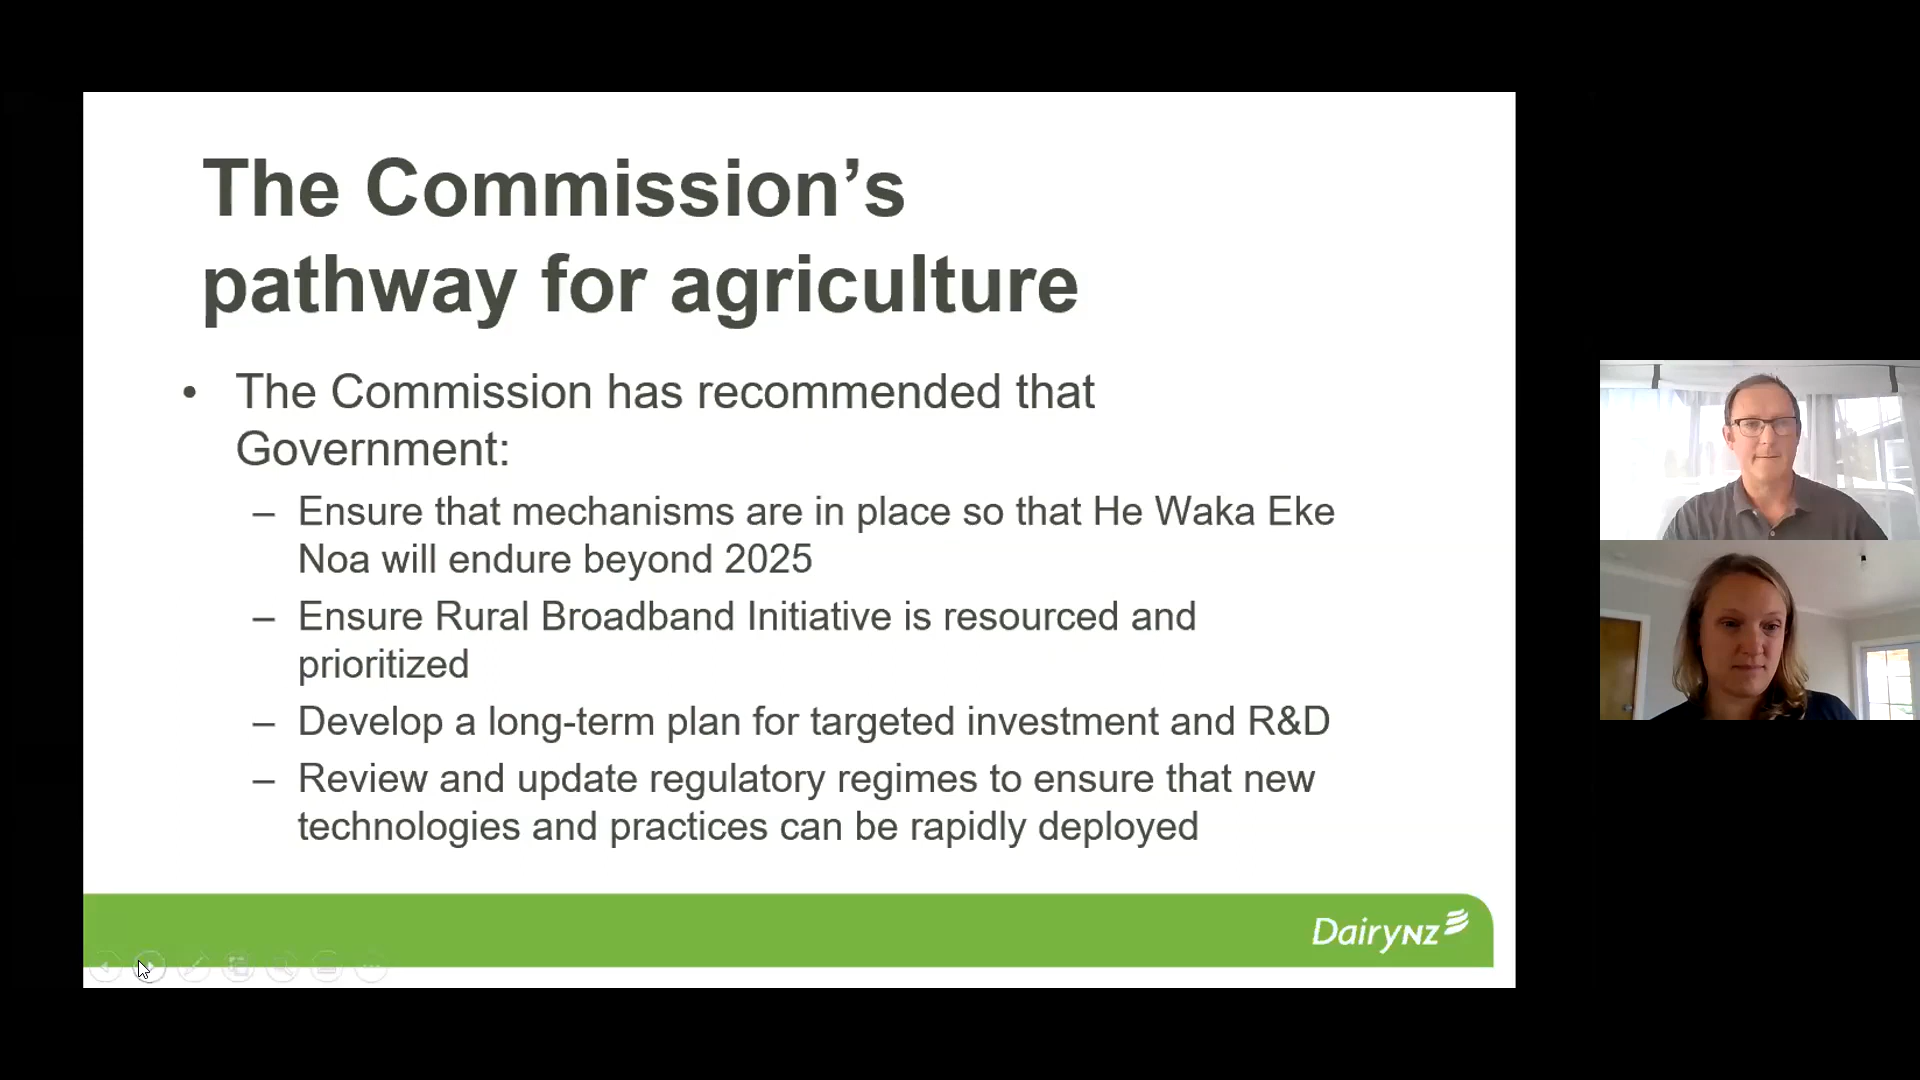 The Commission’s
pathway for agriculture
• The Commission has recommended that
Government:
– Ensure that mechanisms are in place so that He Waka Eke
Noa will endure beyond 2025
– Ensure Rural Broadband Initiative is resourced and
prioritized
– Develop a long-term plan for targeted investment and R&D
– Review and update regulatory regimes to ensure that new
technologies and practices can be rapidly deployed
DairyNZ